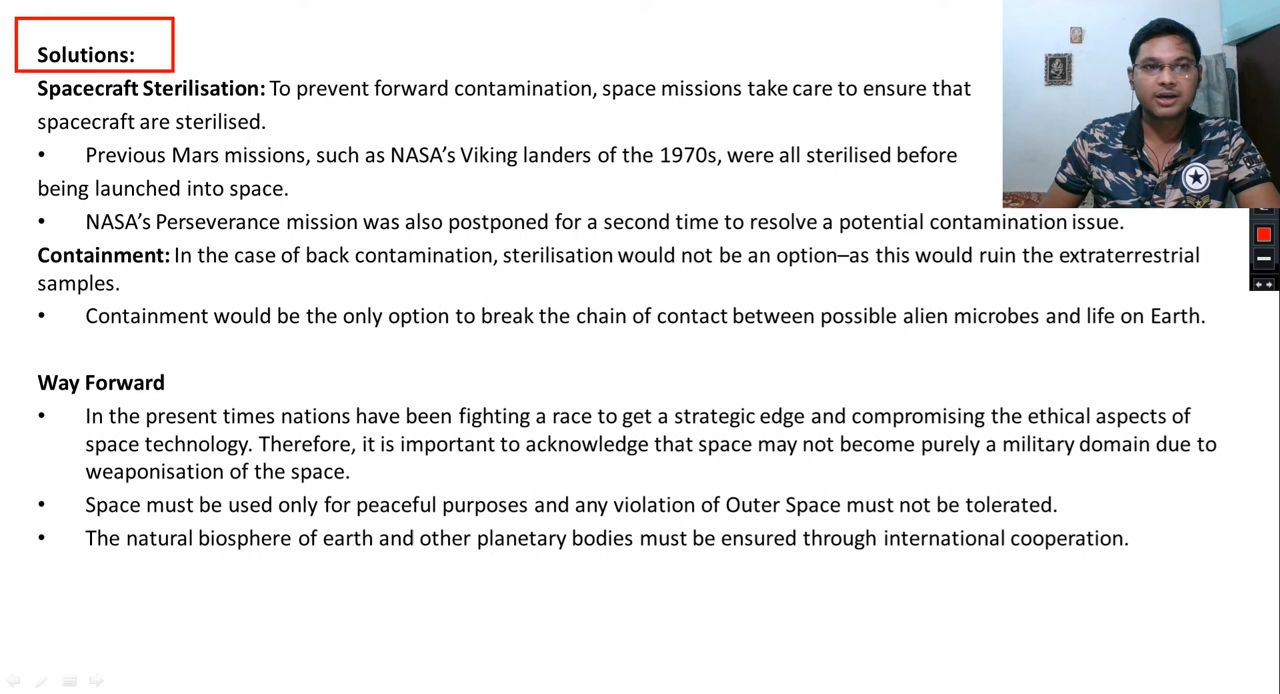 Solutions:
Spacecraft Sterilisation: To prevent forward contamination, space missions take care to ensure that
spacecraft are sterilised.
• Previous Mars missions, such as NASA's Viking landers of the 1970s, were all sterilised before
being launched into space.
• NASA's Perseverance mission was also postponed for a second time to resolve a potential contamination issue.
Containment: In the case of back contamination, sterilisation would not be an option–as this would ruin the extraterrestrial
samples.
• Containment would be the only option to break the chain of contact between possible alien microbes and life on Earth.
Way Forward
• In the present times nations have been fighting a race to get a strategic edge and compromising the ethical aspects of
space technology. Therefore, it is important to acknowledge that space may not become purely a military domain due to
weaponisation of the space.
• Space must be used only for peaceful purposes and any violation of Outer Space must not be tolerated.
• The natural biosphere of earth and other planetary bodies must be ensured through international cooperation.